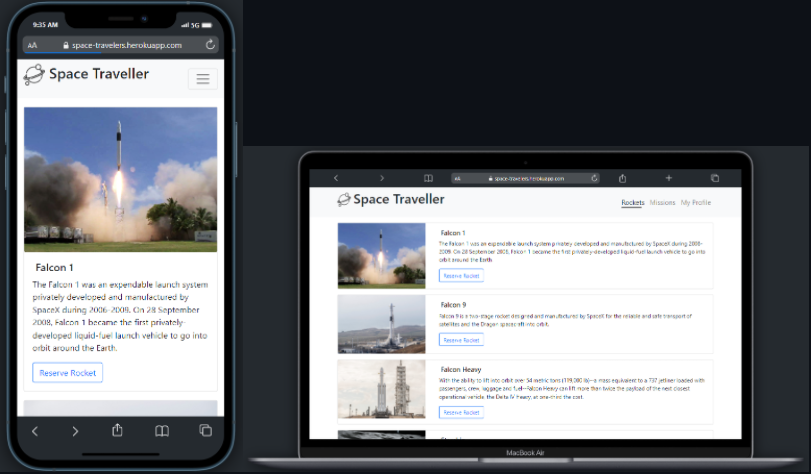 9:35 AM
5G
AA
space-travelers.herokuapp.com
Space Traveller
Falcon 1
The Falcon 1 was an expendable launch system
privately developed and manufactured by
SpaceX during 2006-2009. On 28 September
2008, Falcon 1 became the first privately-
developed liquid-fuel launch vehicle to go into
orbit around the Earth.
Reserve Rocket
space-travelers.herokuapp.com
Space Traveller
Rockets Missions My Profile
Falcon 1
The Falcon 1 was an expendable launch system privately developed and manufactured by SpaceX during 2006-
2009. On 28 September 2008, Falcon 1 became the first privately-developed liquid-fuel launch vehicle to go into
orbit around the Earth.
Reserve Rocket
Falcon 9
Falcon 9 is a two-stage rocket designed and manufactured by SpaceX for the reliable and safe transport of
satellites and the Dragon spacecraft into orbit.
Reserve Rocket
Falcon Heavy
With the ability to lift into orbit over 54 metric tons (119,000 lb)—a mass equivalent to a 737 jetliner loaded with
passengers, crew, luggage and fuel—Falcon Heavy can lift more than twice the payload of the next closest
operational vehicle, the Delta IV Heavy, at one-third the cost.
Reserve Rocket
MacBook Air